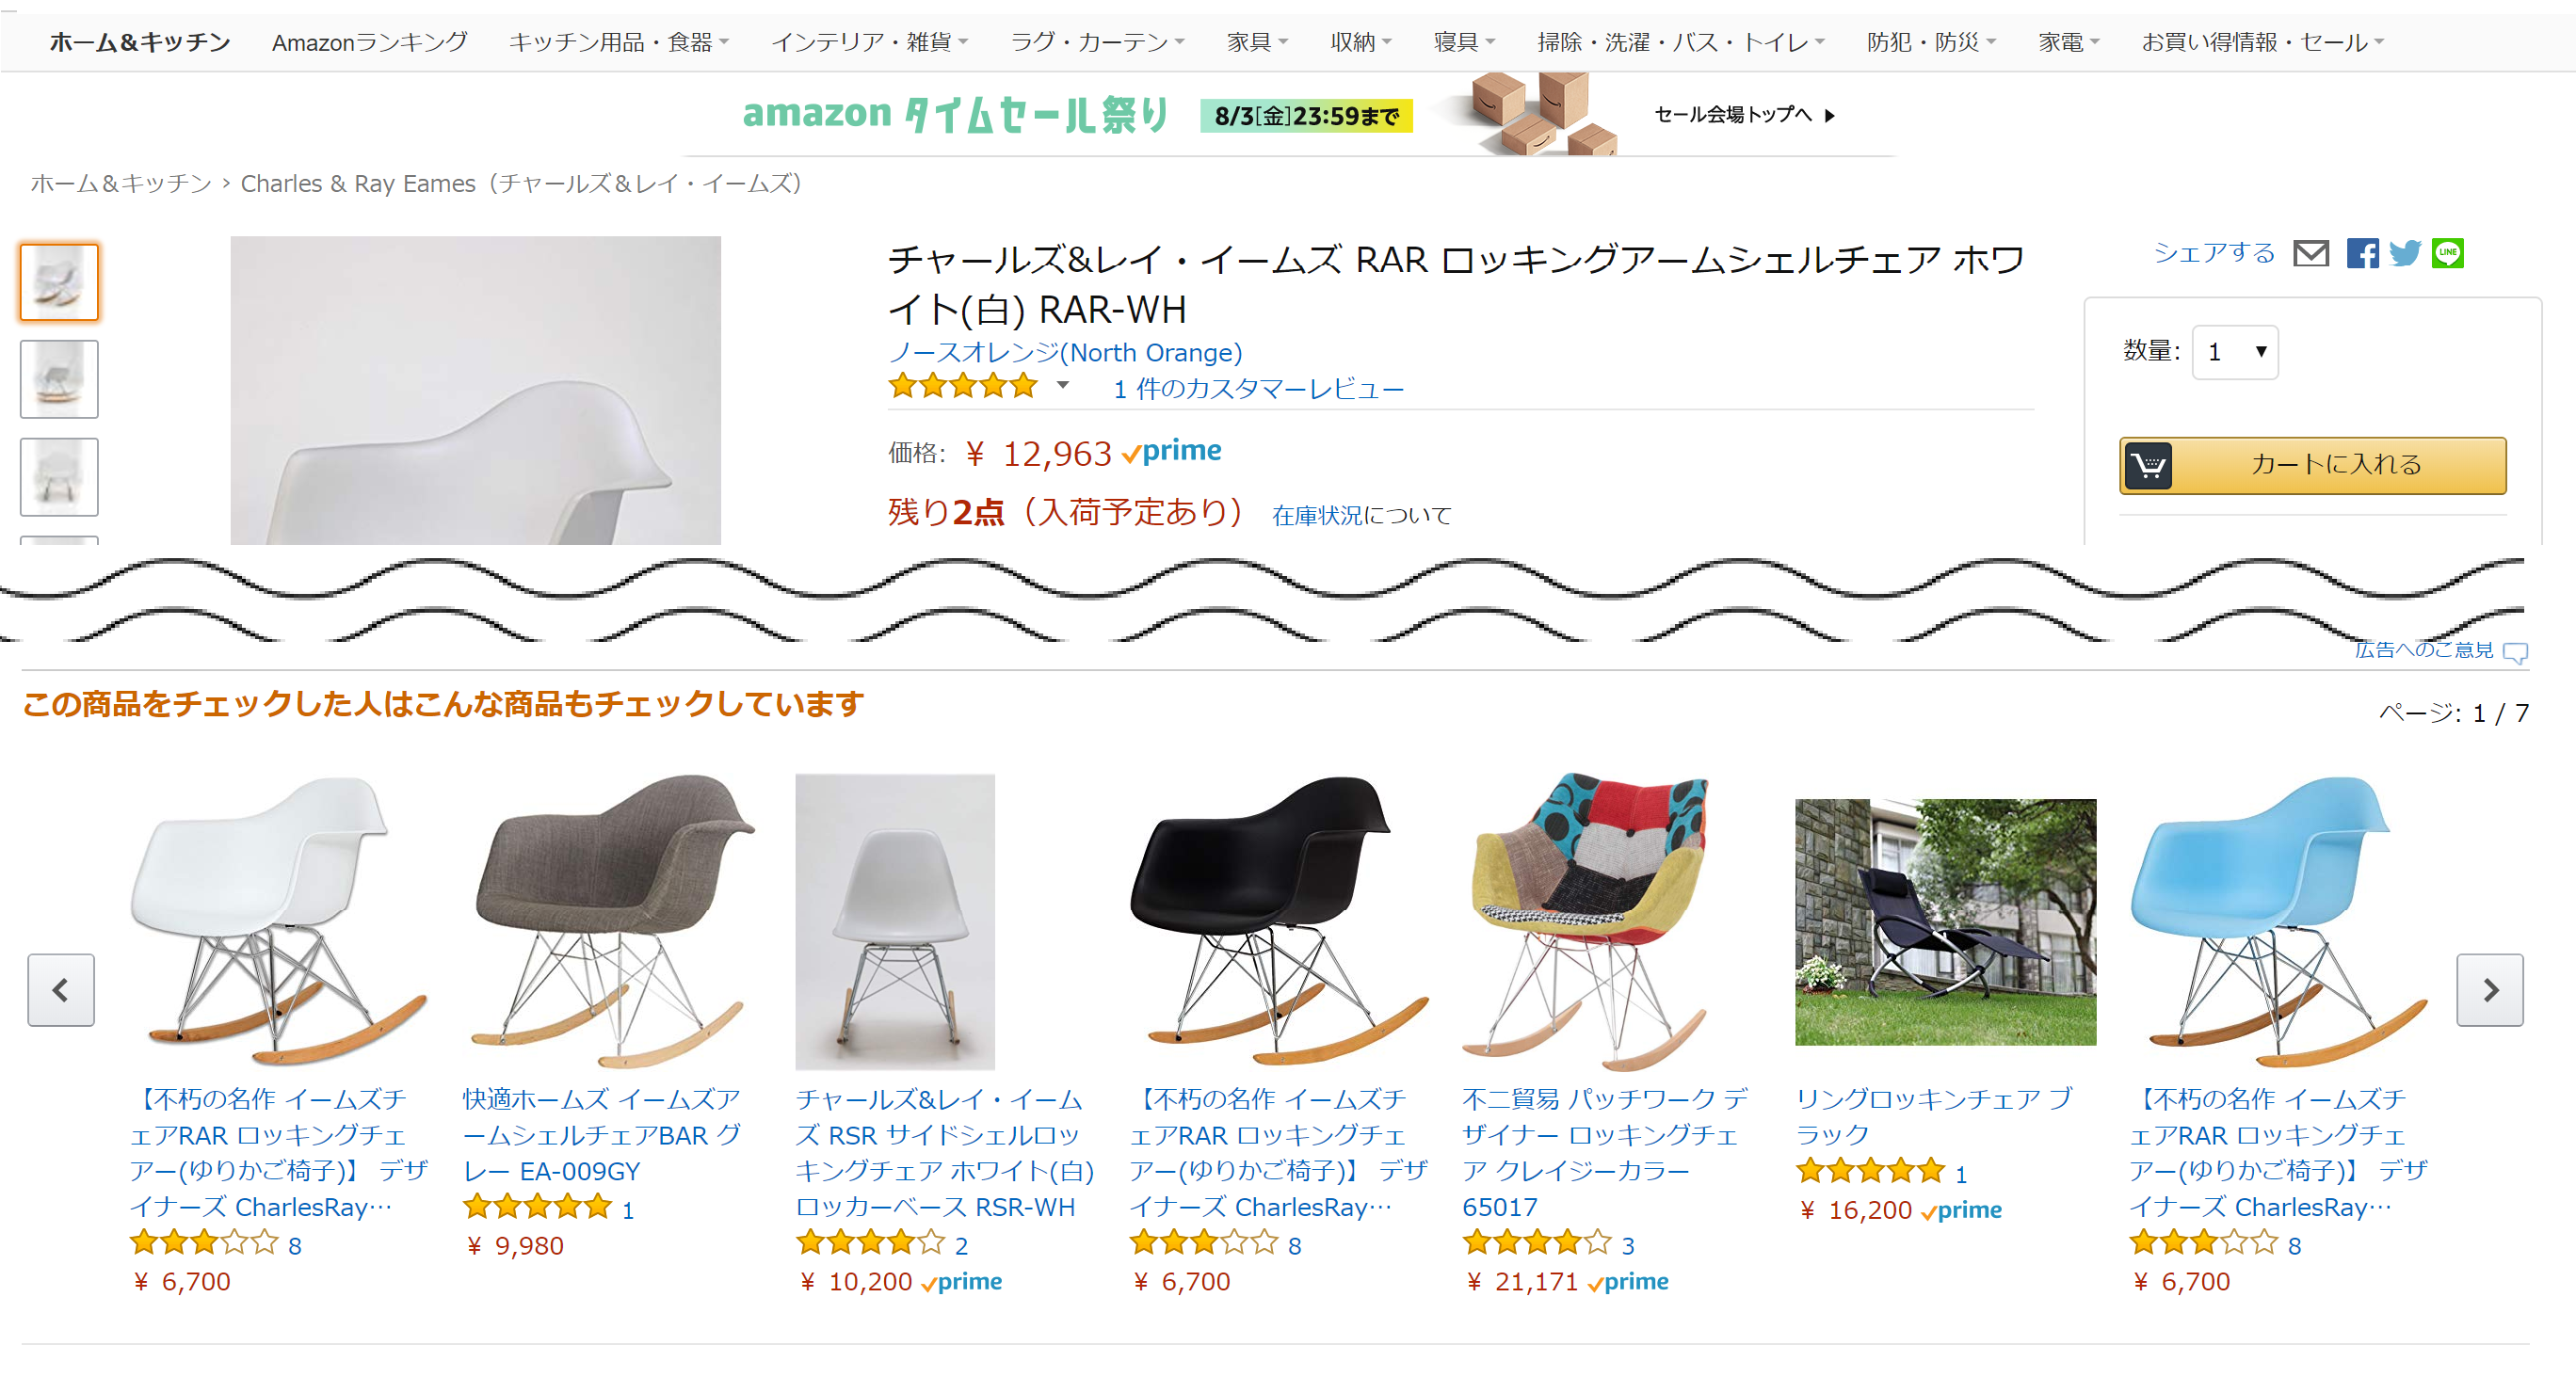 ホーム＆キッチン Amazonランキング キッチン用品・食器 インテリア・雑貨 ラグ・カーテン 家具 収納 寝具 掃除・洗濯・バス・トイレ 防犯・防災 家電 お買い得情報・セール
amazon タイムセール祭り 8/3[金]23:59まで セール会場トップへ
ホーム＆キッチン › Charles & Ray Eames（チャールズ＆レイ・イームズ）
チャールズ&レイ・イームズ RAR ロッキングアームシェルチェア ホワ
イト(白) RAR-WH
ノースオレンジ(North Orange)
1 件のカスタマーレビュー
価格: ￥ 12,963 prime
残り2点（入荷予定あり） 在庫状況について
シェアする
LINE
数量: 1
カートに入れる
広告へのご意見
この商品をチェックした人はこんな商品もチェックしています
ページ: 1 / 7
【不朽の名作 イームズチ
ェアRAR ロッキングチェ
アー(ゆりかご椅子)】 デザ
イナーズ CharlesRay…
8
￥ 6,700
快適ホームズ イームズア
ームシェルチェアBAR グ
レー EA-009GY
1
￥ 9,980
チャールズ&レイ・イーム
ズ RSR サイドシェルロッ
キングチェア ホワイト(白)
ロッカーベース RSR-WH
2
￥ 10,200 prime
【不朽の名作 イームズチ
ェアRAR ロッキングチェ
アー(ゆりかご椅子)】 デザ
イナーズ CharlesRay…
8
￥ 6,700
不二貿易 パッチワーク デ
ザイナー ロッキングチェ
ア クレイジーカラー
65017
3
￥ 21,171 prime
リングロッキンチェア ブ
ラック
1
￥ 16,200 prime
【不朽の名作 イームズチ
ェアRAR ロッキングチェ
アー(ゆりかご椅子)】 デザ
イナーズ CharlesRay…
8
￥ 6,700